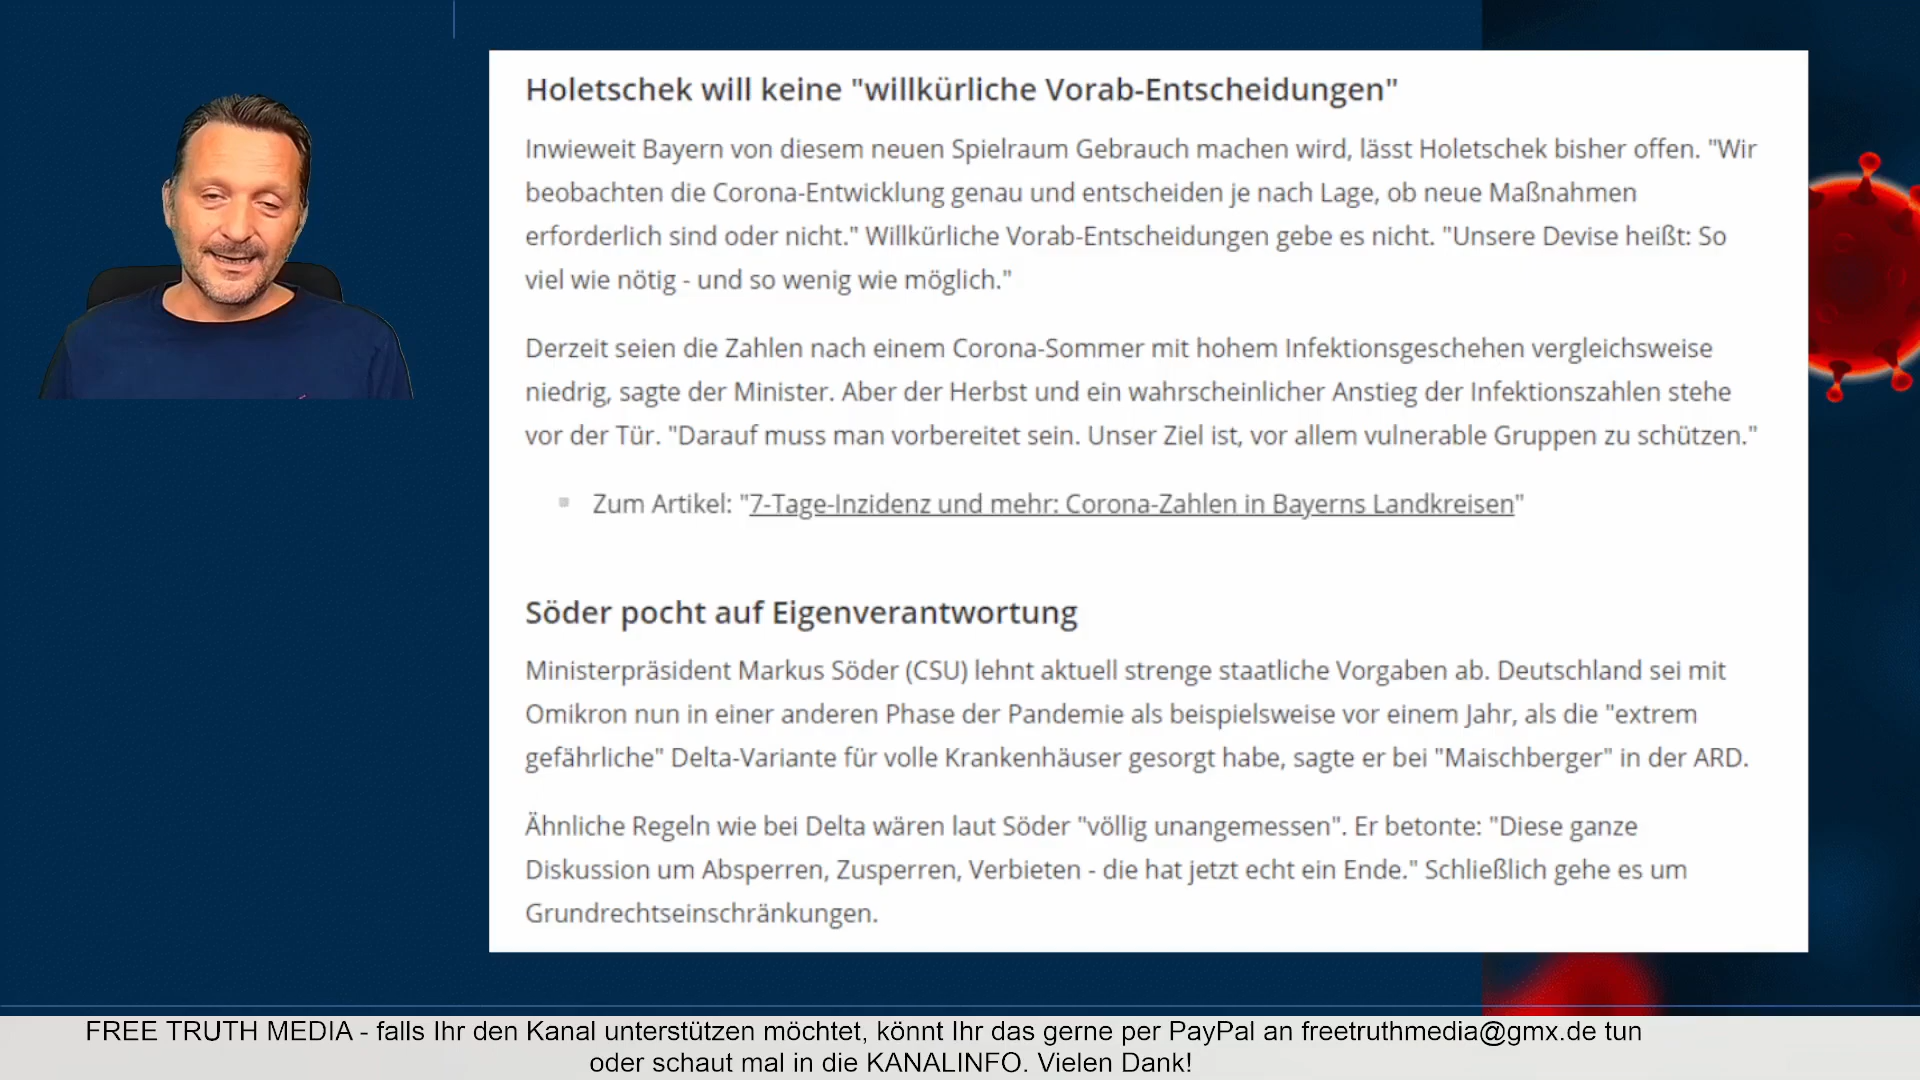 Holetschek will keine "willkürliche Vorab-Entscheidungen"
Inwieweit Bayern von diesem neuen Spielraum Gebrauch machen wird, lässt Holetschek bisher offen. "Wir
beobachten die Corona-Entwicklung genau und entscheiden je nach Lage, ob neue Maßnahmen
erforderlich sind oder nicht." Willkürliche Vorab-Entscheidungen gebe es nicht. "Unsere Devise heißt: So
viel wie nötig - und so wenig wie möglich."
Derzeit seien die Zahlen nach einem Corona-Sommer mit hohem Infektionsgeschehen vergleichsweise
niedrig, sagte der Minister. Aber der Herbst und ein wahrscheinlicher Anstieg der Infektionszahlen stehe
vor der Tür. "Darauf muss man vorbereitet sein. Unser Ziel ist, vor allem vulnerable Gruppen zu schützen."
Zum Artikel: "7-Tage-Inzidenz und mehr: Corona-Zahlen in Bayerns Landkreisen"
Söder pocht auf Eigenverantwortung
Ministerpräsident Markus Söder (CSU) lehnt aktuell strenge staatliche Vorgaben ab. Deutschland sei mit
Omikron nun in einer anderen Phase der Pandemie als beispielsweise vor einem Jahr, als die "extrem
gefährliche" Delta-Variante für volle Krankenhäuser gesorgt habe, sagte er bei "Maischberger" in der ARD.
Ähnliche Regeln wie bei Delta wären laut Söder "völlig unangemessen". Er betonte: "Diese ganze
Diskussion um Absperren, Zusperren, Verbieten - die hat jetzt echt ein Ende." Schließlich gehe es um
Grundrechtseinschränkungen.
FREE TRUTH MEDIA - falls Ihr den Kanal unterstützen möchtet, könnt Ihr das gerne per PayPal an freetruthmedia@gmx.de tun
oder schaut mal in die KANALINFO. Vielen Dank!